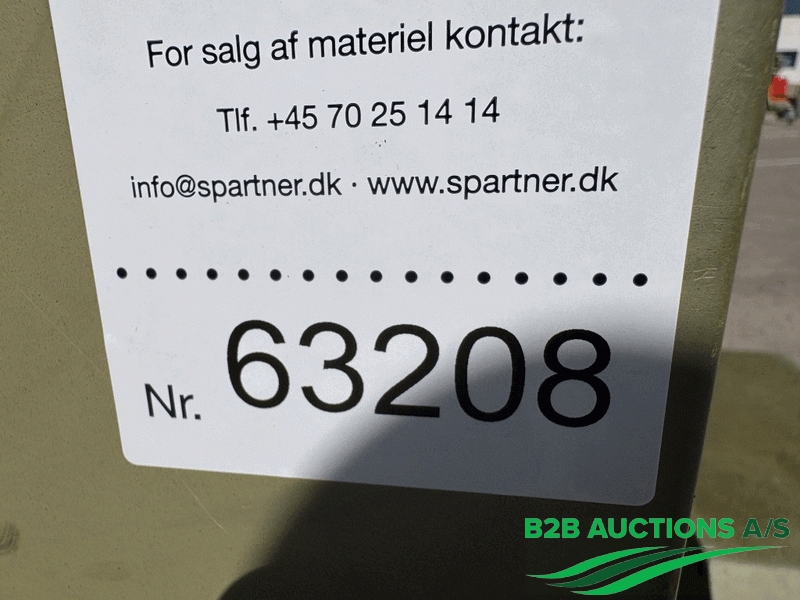 For salg af materiel kontakt:
Tlf. +45 70 25 14 14
info@spartner.dk · www.spartner.dk
Nr. 63208
B2B AUCTIONS A/S